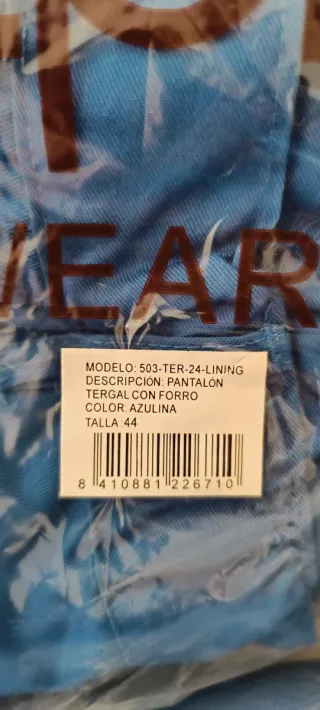 WEAR
MODELO: 503-TER-24-LINING
DESCRIPCIÓN: PANTALÓN
TERGAL CON FORRO
COLOR: AZULINA
TALLA: 44
8 410881 226710